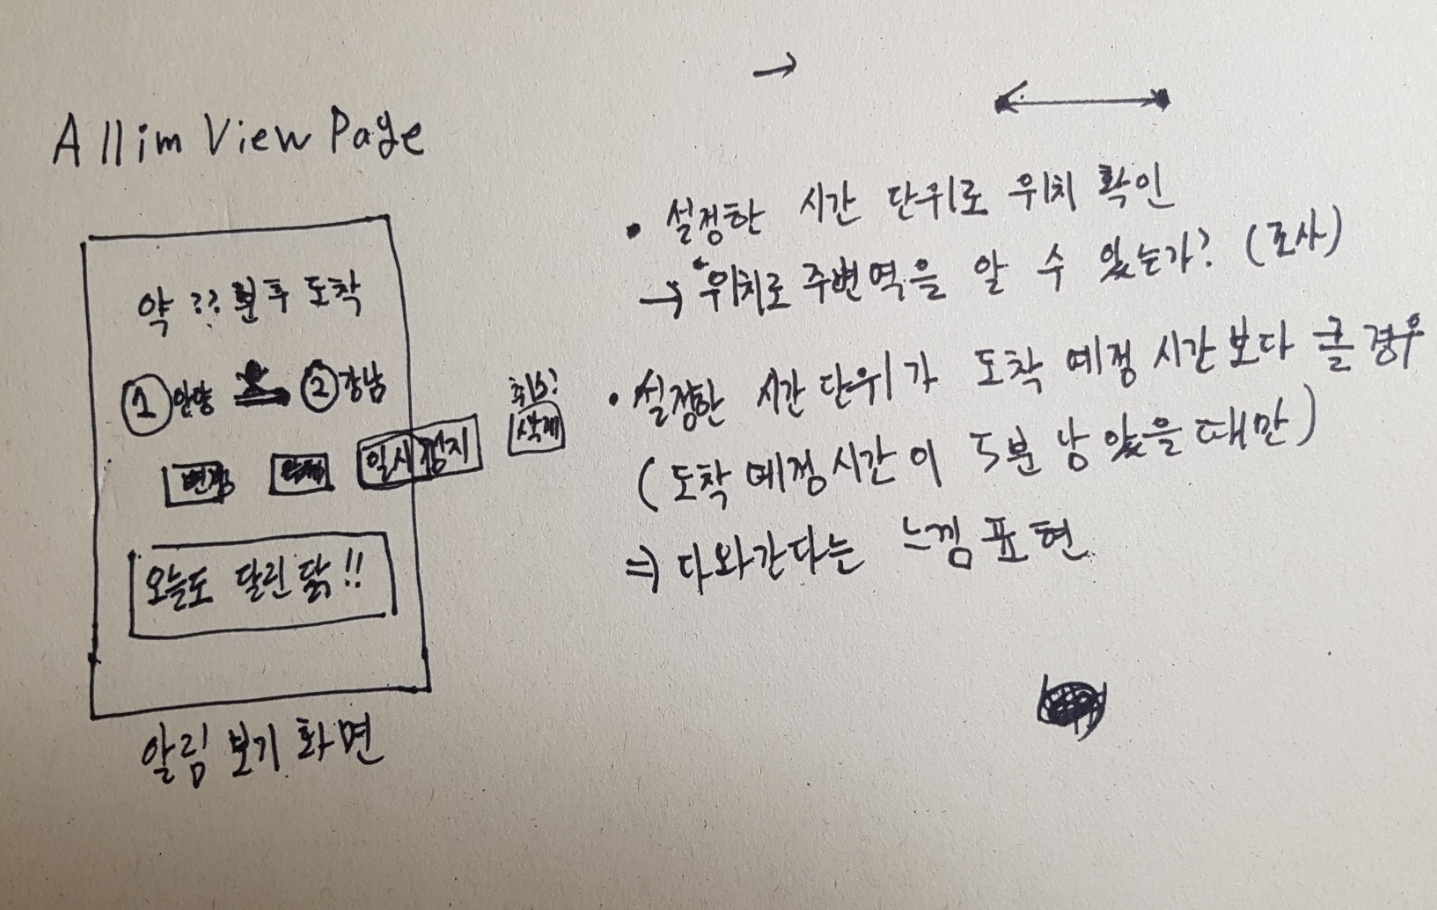 Allim View Page
약 ?? 분 후 도착
1 안양 2 강남
변경 일시정지
취소?
삭제
오늘도 달린닭!!
알림 보기 화면
• 설정한 시간 단위로 위치 확인
→ 위치로 주변역을 알 수 있는가? (조사)
• 설정한 시간 단위가 도착 예정 시간보다 클 경우
(도착 예정 시간이 5분 남았을 때만)
⇒ 다와간다는 느낌 표현